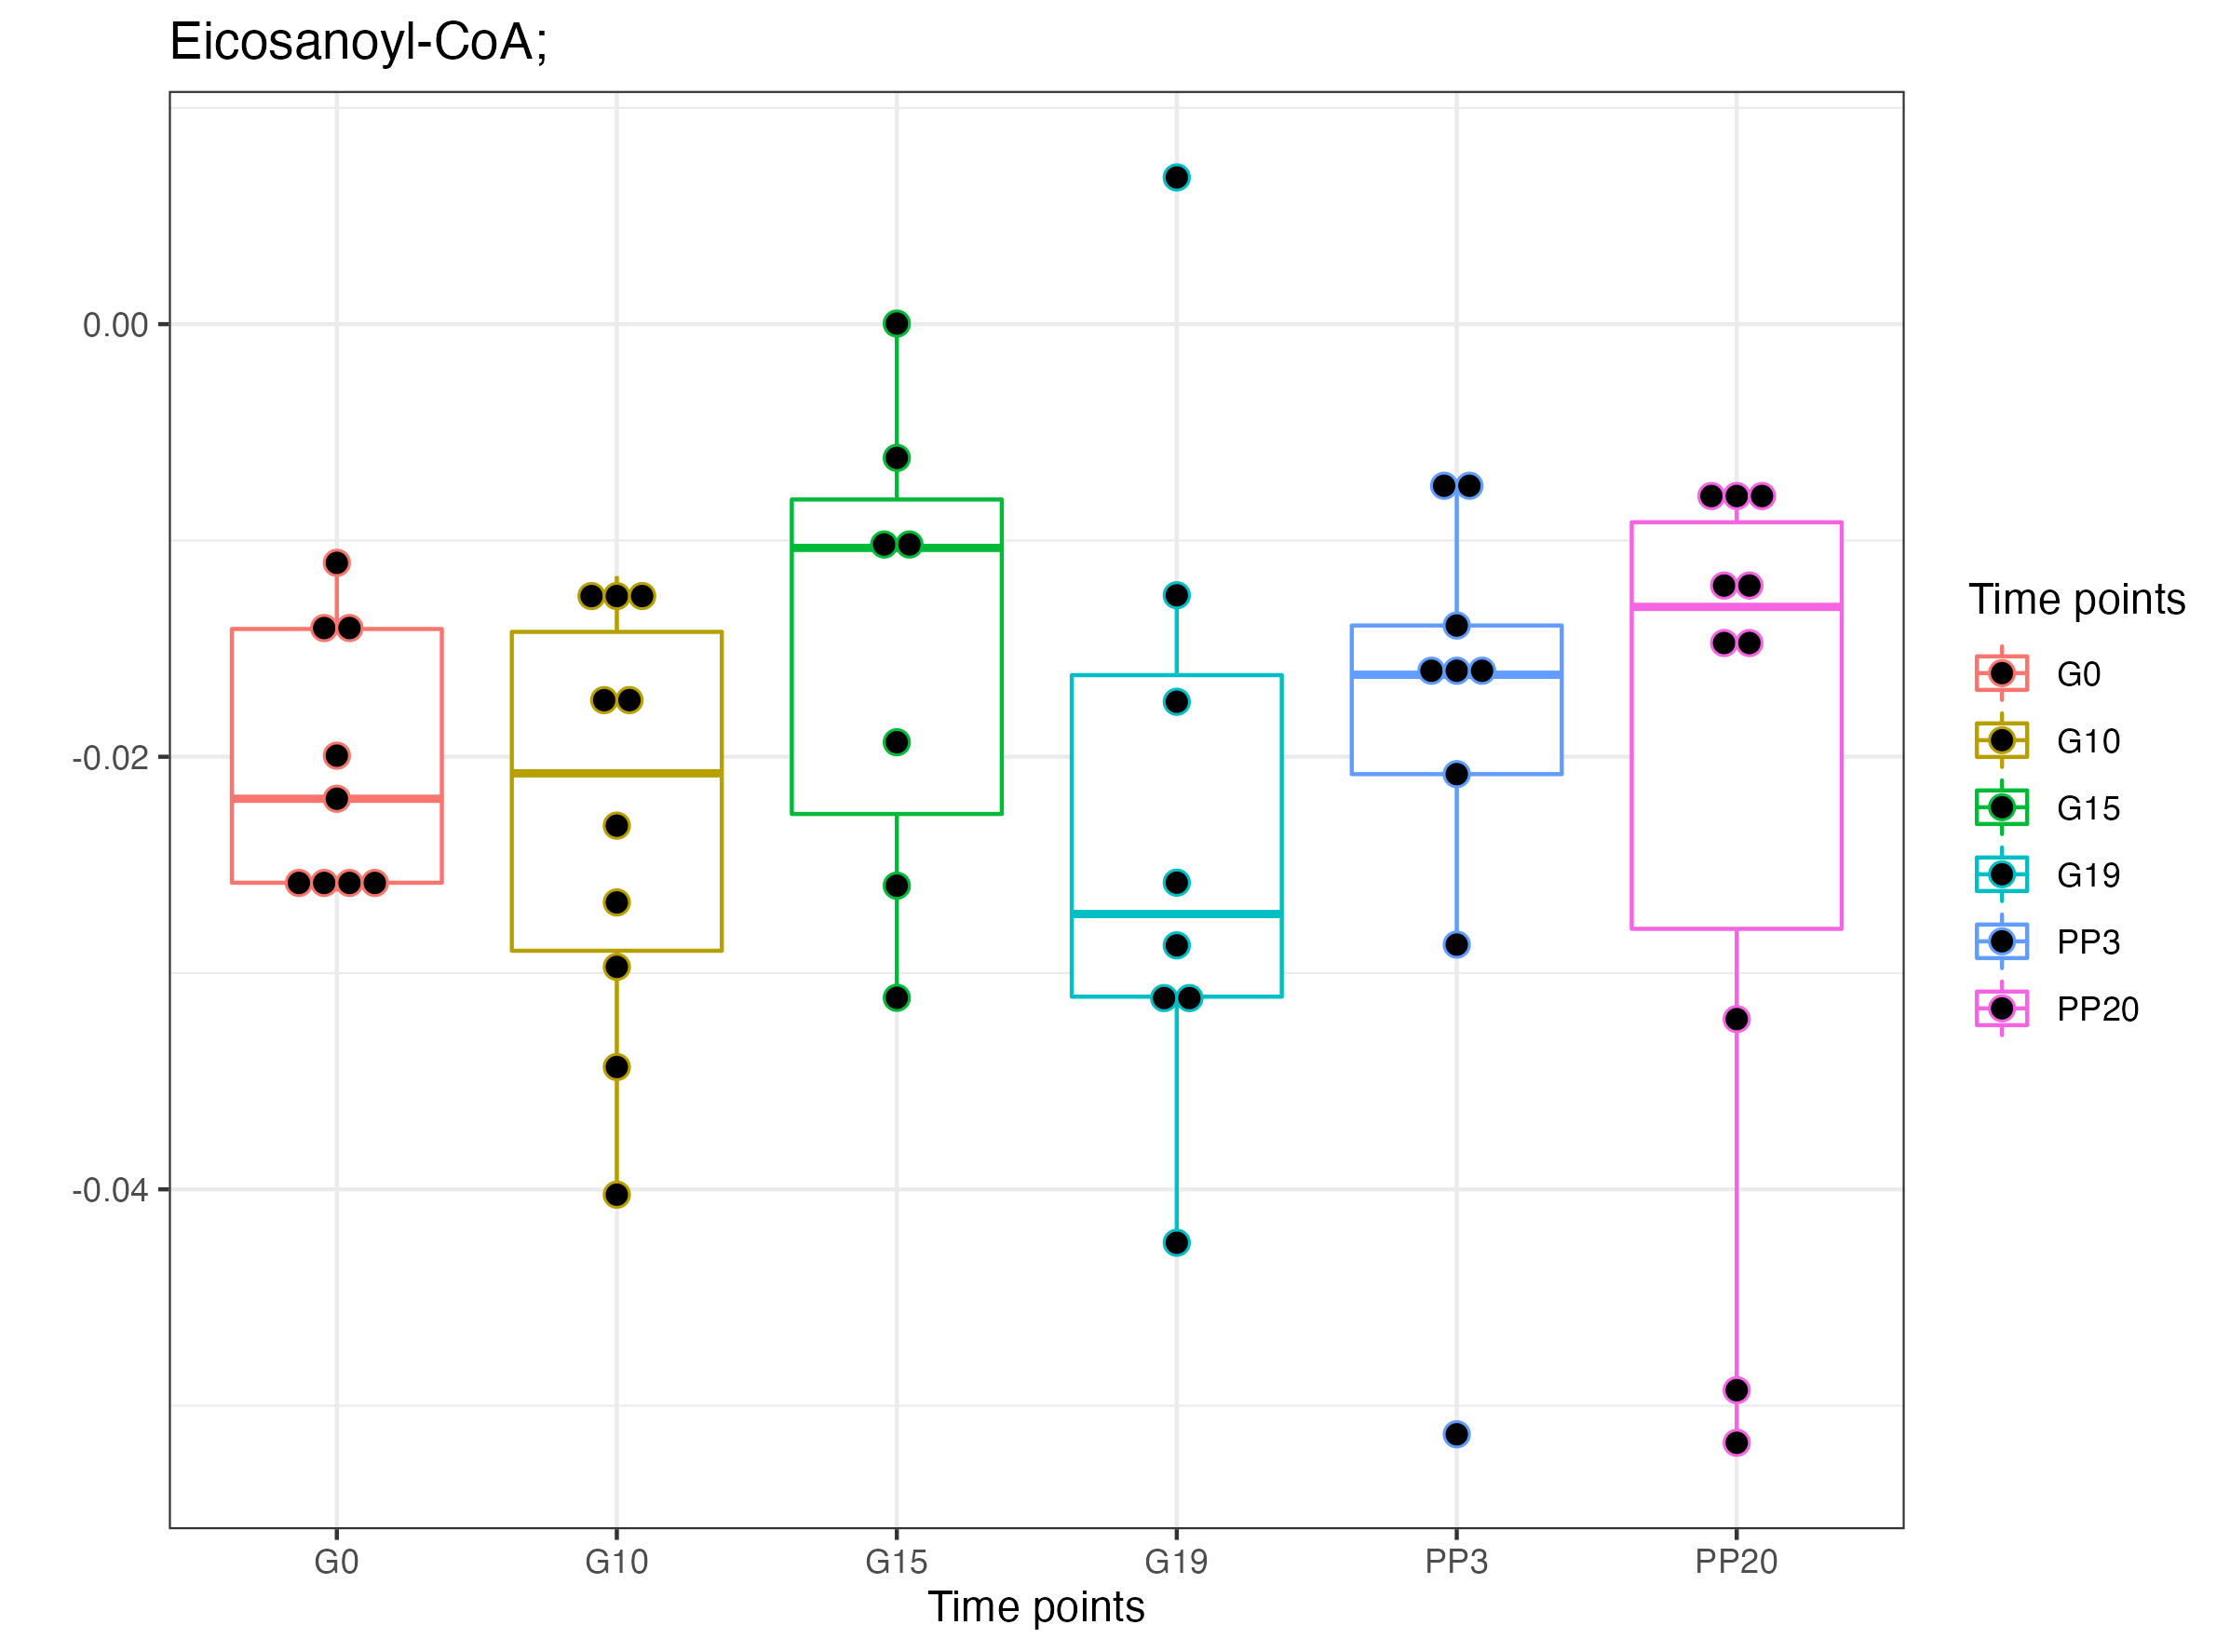 Eicosanoyl-CoA;
0.00
-0.02
-0.04
G0
G10
G15
G19
PP3
PP20
Time points
Time points
G0
G10
G15
G19
PP3
PP20